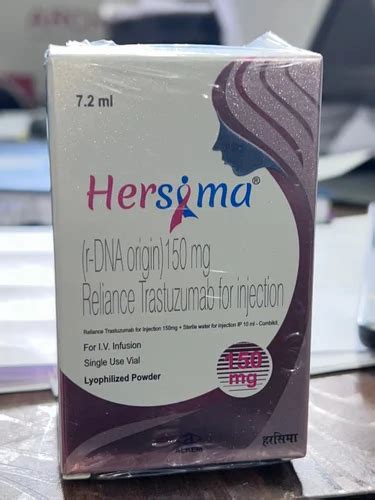 7.2 ml
Hersima®
(r-DNA origin) 150 mg
Reliance Trastuzumab for injection
Reliance Trastuzumab for Injection 150mg + Sterile water for Injection IP 10 ml - Combikit.
For I.V. Infusion
Single Use Vial
Lyophilized Powder
150
mg
ALKEM
हरसिमा